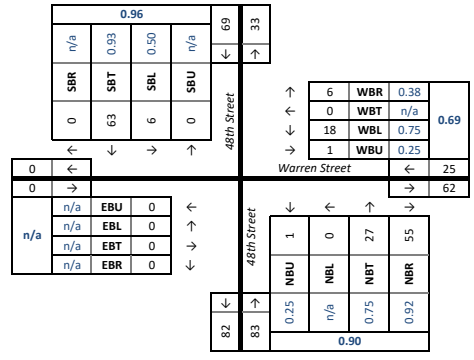 0.96
n/a 0.93 0.50 n/a
SBR SBT SBL SBU
0 63 6 0
← ↓ → ↑
69 33
↓ ↑
48th Street
↑ 6 WBR 0.38
← 0 WBT n/a
↓ 18 WBL 0.75
→ 1 WBU 0.25
0.69
Warren Street
0 ←
0 →
← 25
→ 62
n/a
n/a EBU 0 ←
n/a EBL 0 ↑
n/a EBT 0 →
n/a EBR 0 ↓
48th Street
↓ ← ↑ →
1 0 27 55
NBU NBL NBT NBR
0.25 n/a 0.75 0.92
0.90
↓ ↑
82 83